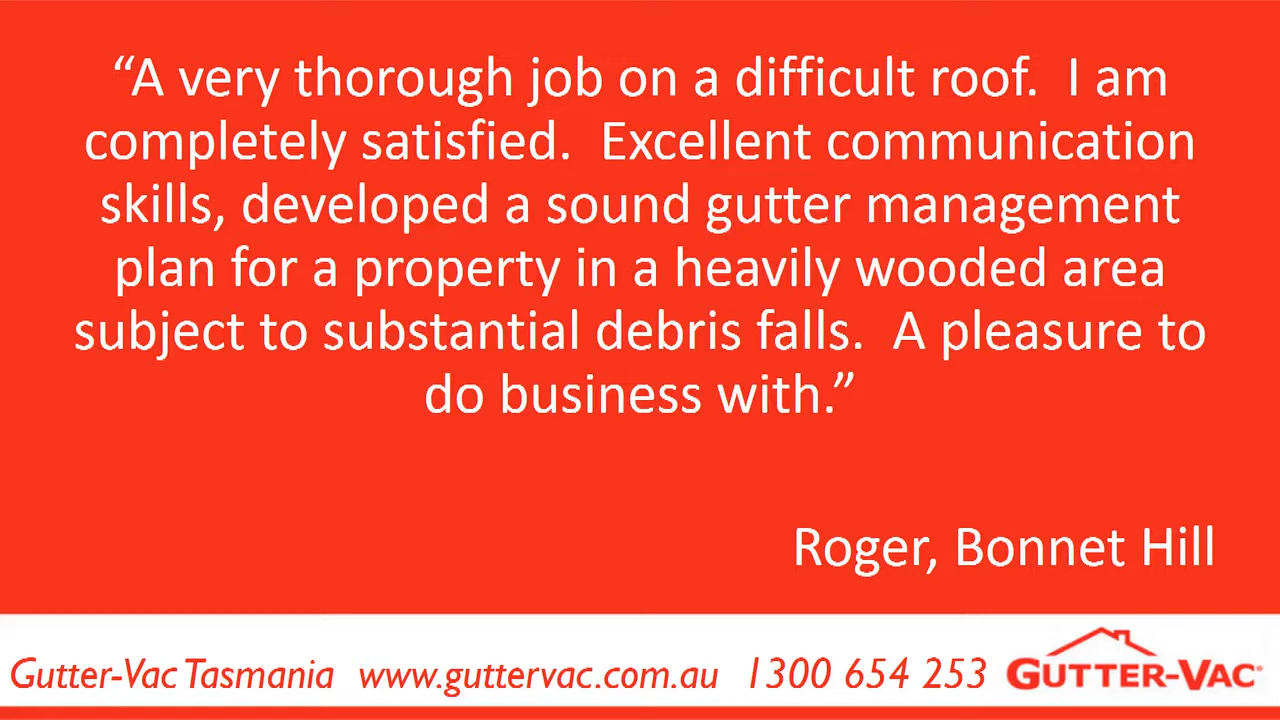 “A very thorough job on a difficult roof.  I am
completely satisfied.  Excellent communication
skills, developed a sound gutter management
plan for a property in a heavily wooded area
subject to substantial debris falls.  A pleasure to
do business with.”
Roger, Bonnet Hill
Gutter-Vac Tasmania www.guttervac.com.au 1300 654 253 GUTTER-VAC®